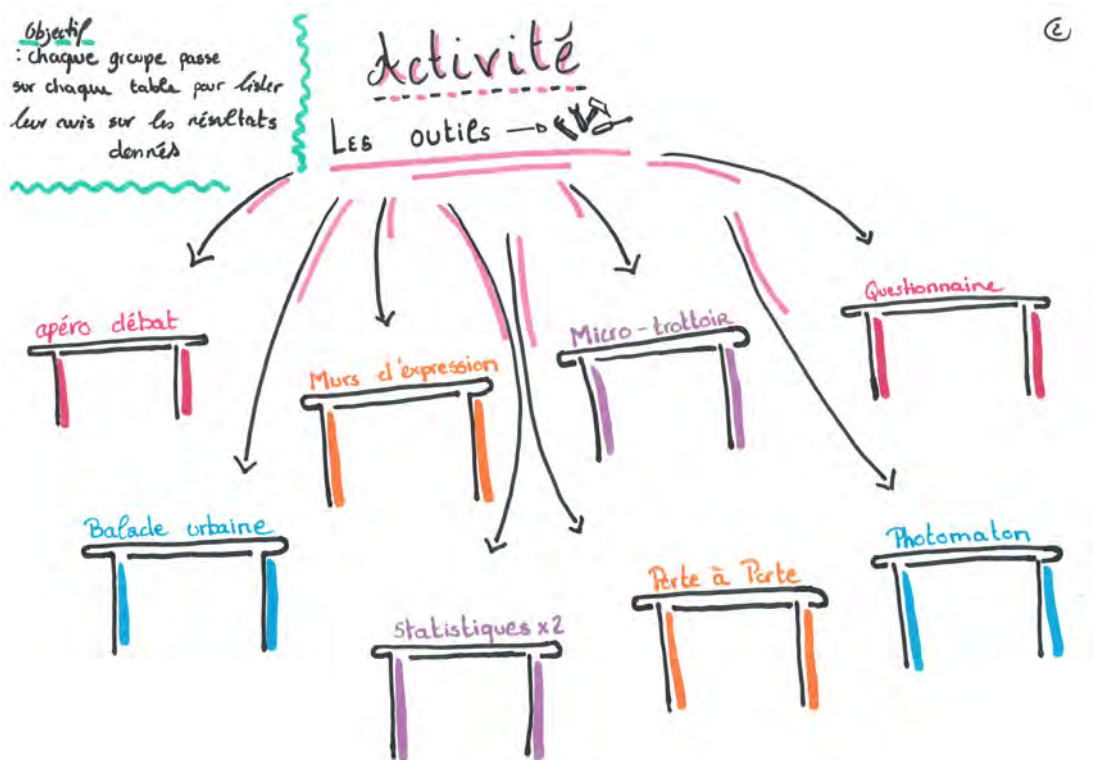 Objectif
: chaque groupe passe
sur chaque table pour lister
leur avis sur les résultats
donnés
Activité
Les outils
apéro débat
Murs d'expression
Micro-trottoir
Questionnaire
Balade urbaine
Statistiques x2
Porte à Porte
Photomaton